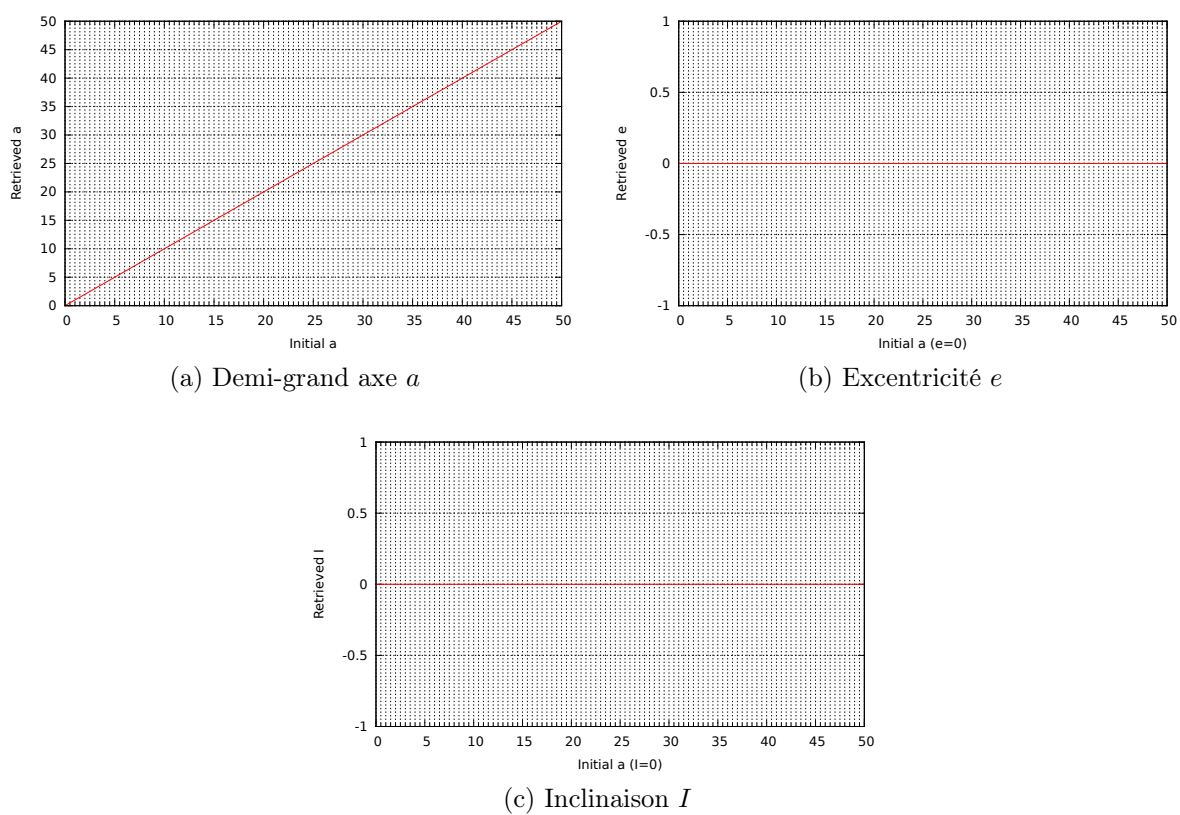 50
45
40
35
30
25
20
15
10
5
0
Retrieved a
0 5 10 15 20 25 30 35 40 45 50
Initial a
(a) Demi-grand axe a
1
0.5
0
-0.5
-1
Retrieved e
0 5 10 15 20 25 30 35 40 45 50
Initial a (e=0)
(b) Excentricité e
1
0.5
0
-0.5
-1
Retrieved I
0 5 10 15 20 25 30 35 40 45 50
Initial a (I=0)
(c) Inclinaison I